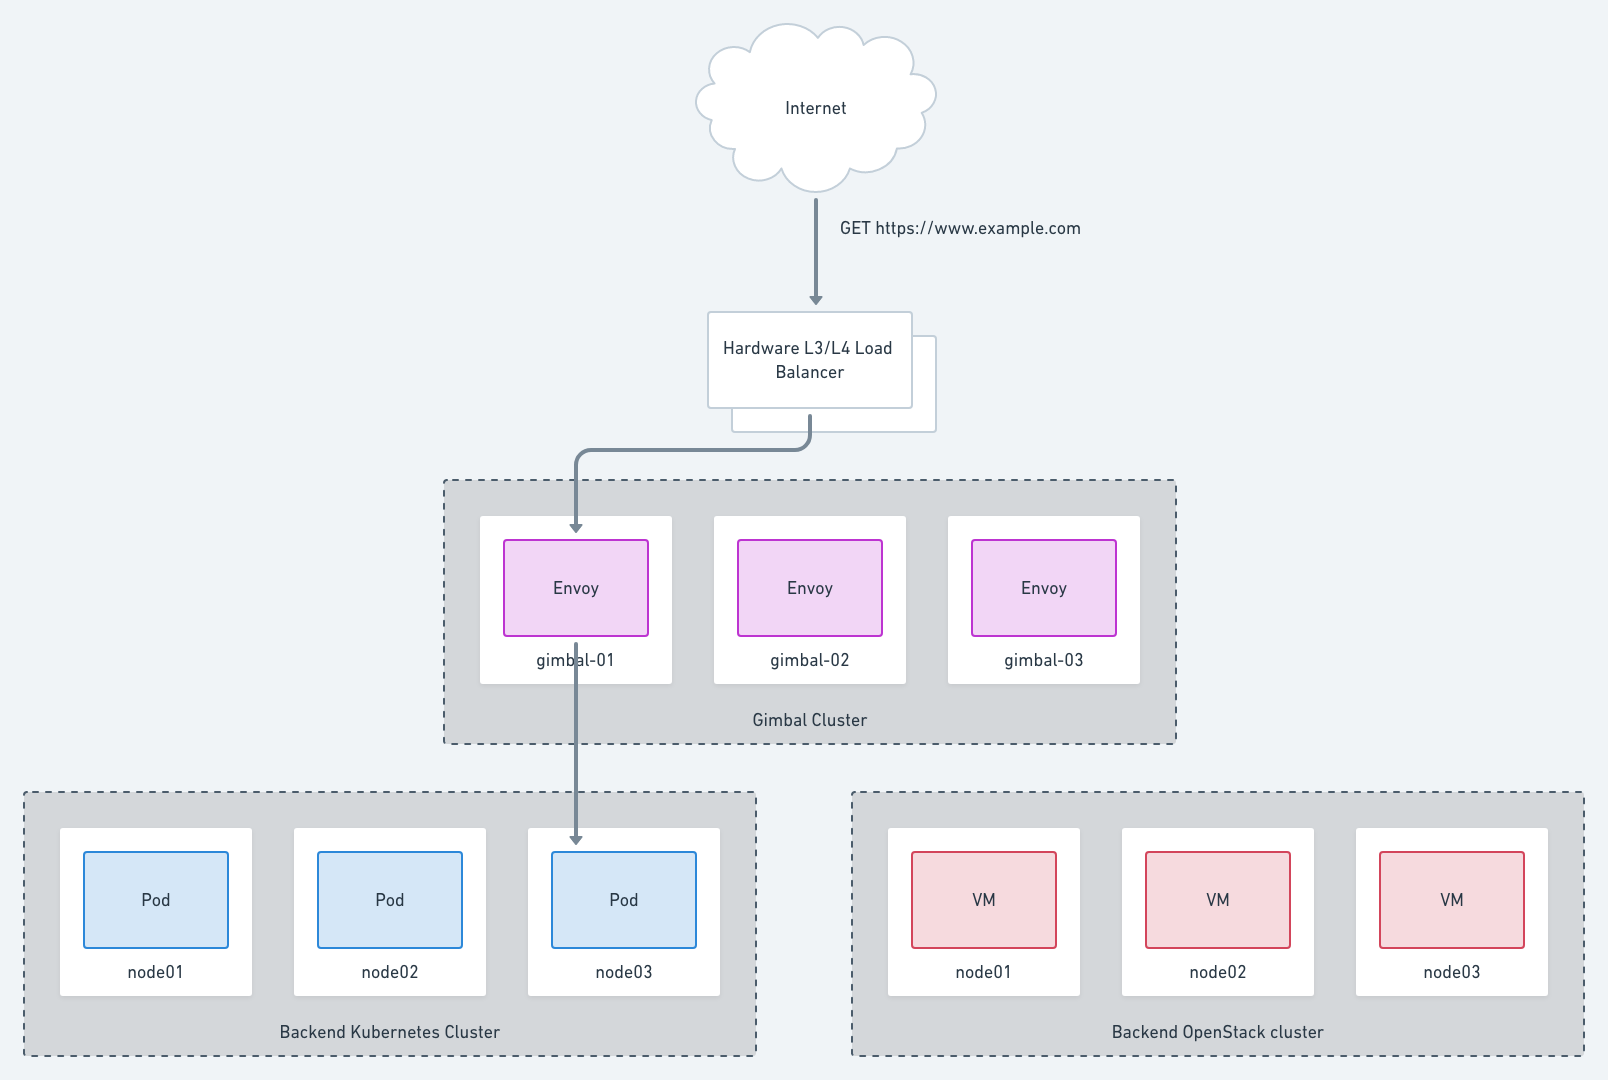 Internet
GET https://www.example.com
Hardware L3/L4 Load
Balancer
Envoy
Envoy
Envoy
gimbal-01
gimbal-02
gimbal-03
Gimbal Cluster
Pod
Pod
Pod
node01
node02
node03
Backend Kubernetes Cluster
VM
VM
VM
node01
node02
node03
Backend OpenStack cluster